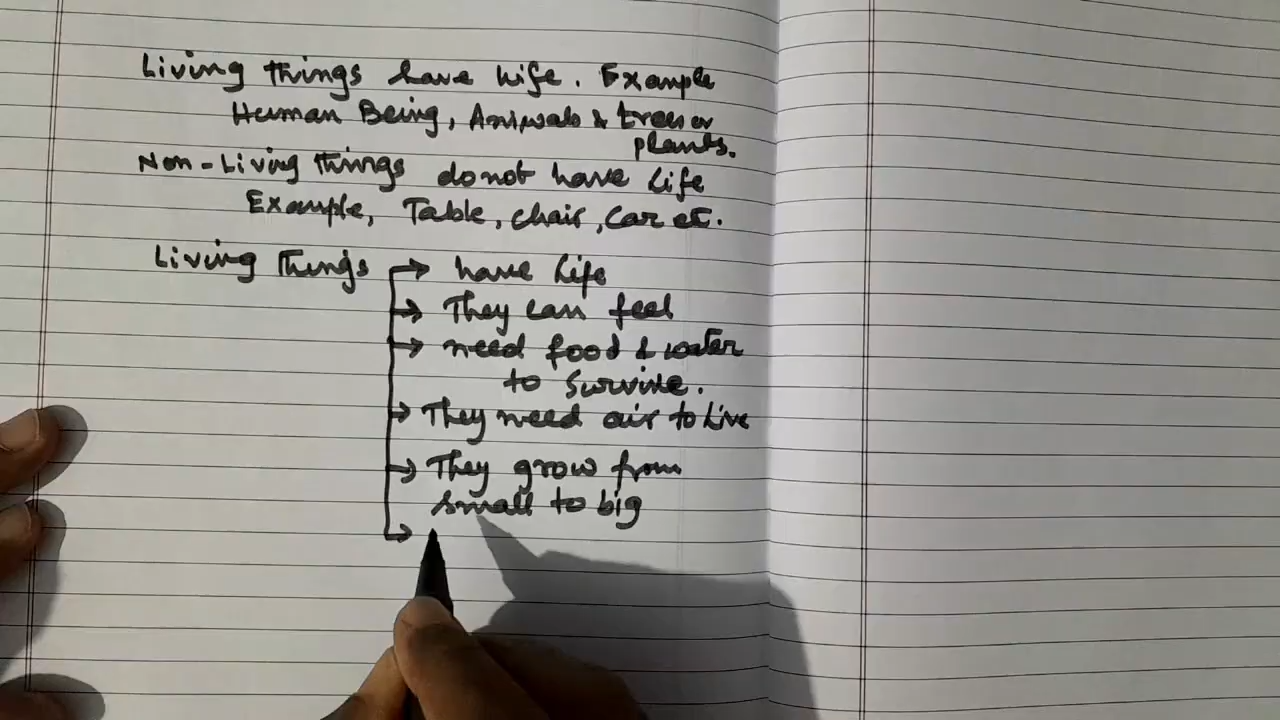 Living things have Life. Example
Human Being, Animals & trees or
plants.
Non-Living things do not have Life
Example, Table, chair, Car etc.
Living things → have Life
→ They can feel
→ need food & water
to survive.
→ They need air to Live
→ They grow from
small to big
→